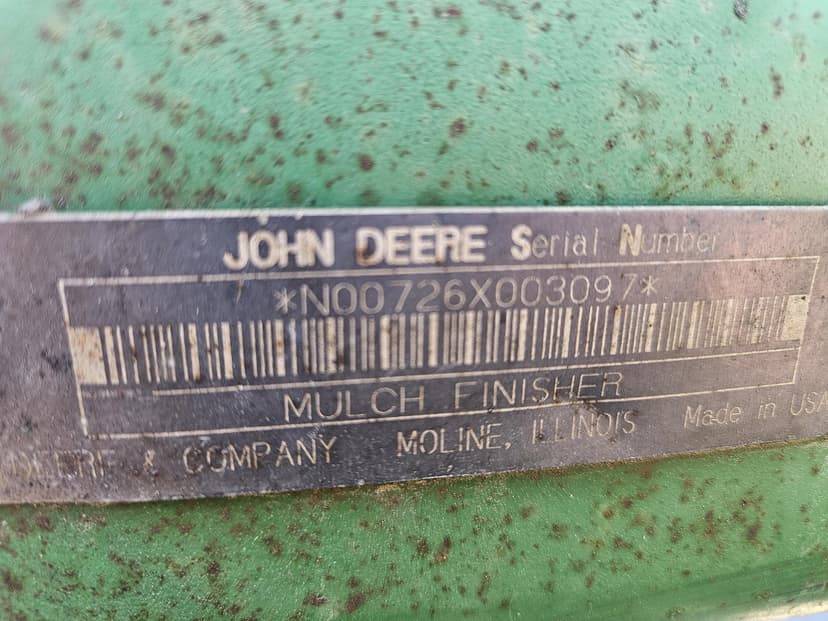 JOHN DEERE Serial Number
*N00726X003097*
MULCH FINISHER
DEERE & COMPANY MOLINE, ILLINOIS Made in USA